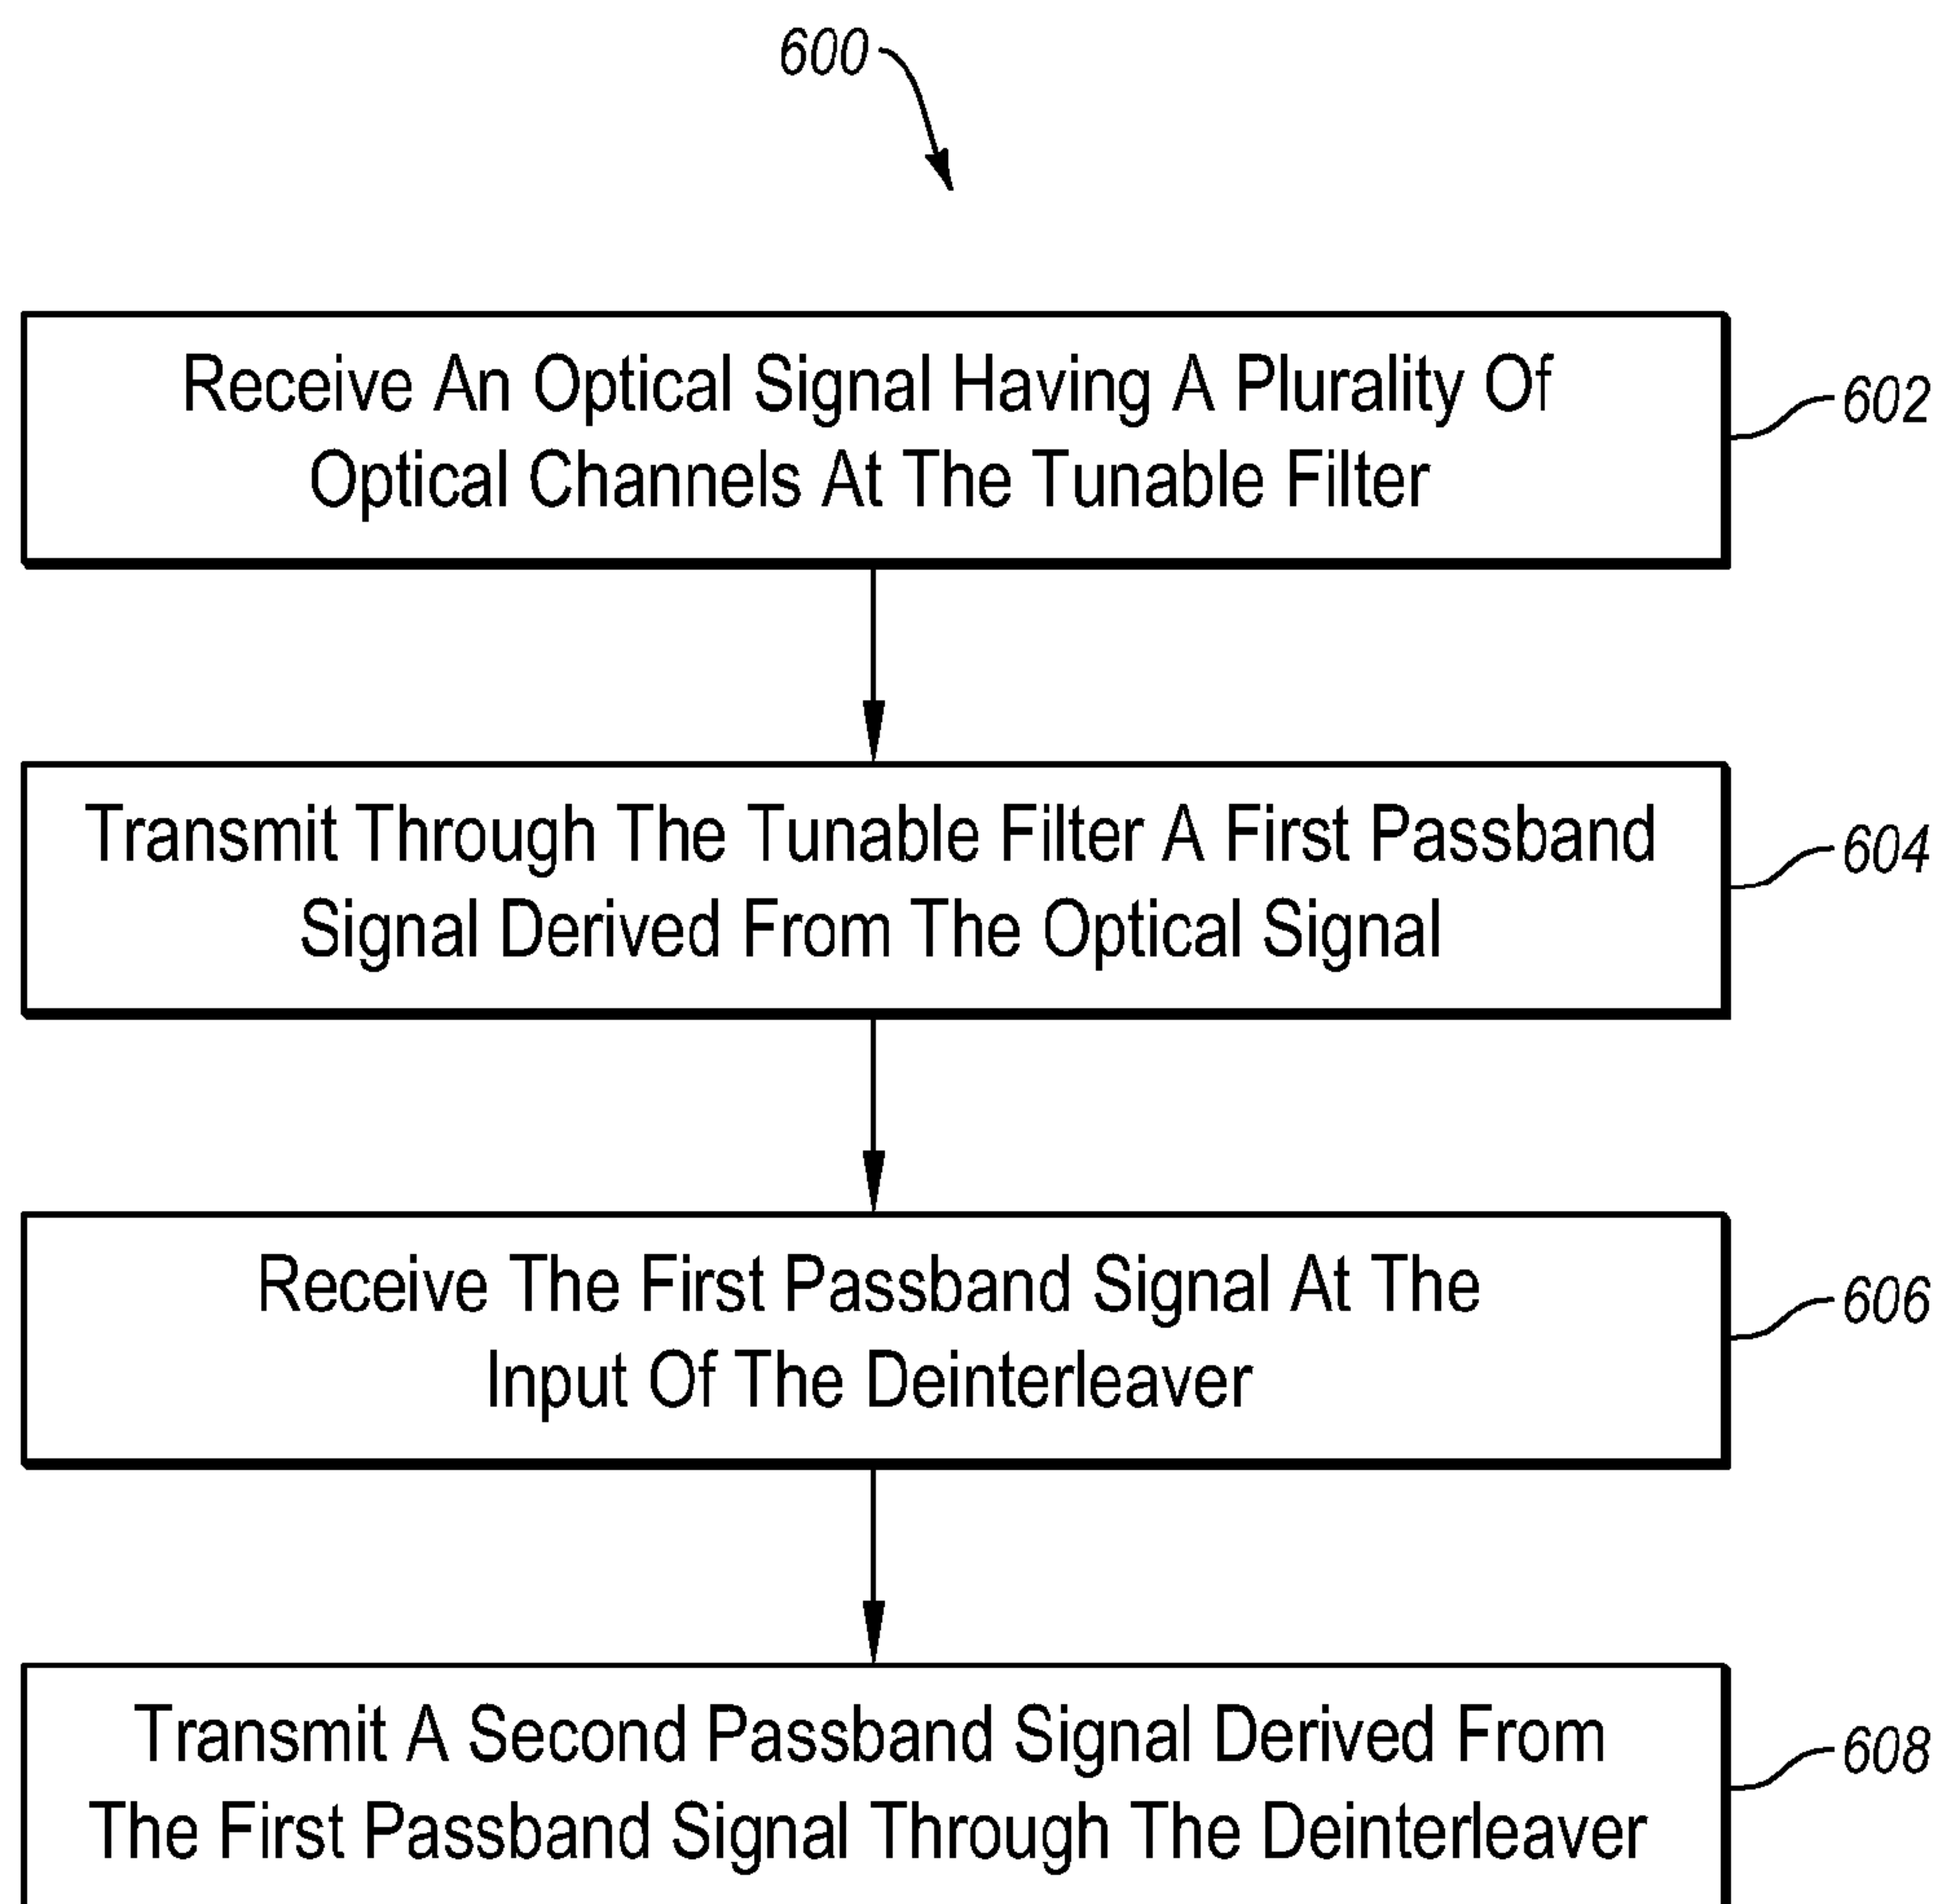 600
Receive An Optical Signal Having A Plurality Of
Optical Channels At The Tunable Filter
602
Transmit Through The Tunable Filter A First Passband
Signal Derived From The Optical Signal
604
Receive The First Passband Signal At The
Input Of The Deinterleaver
606
Transmit A Second Passband Signal Derived From
The First Passband Signal Through The Deinterleaver
608